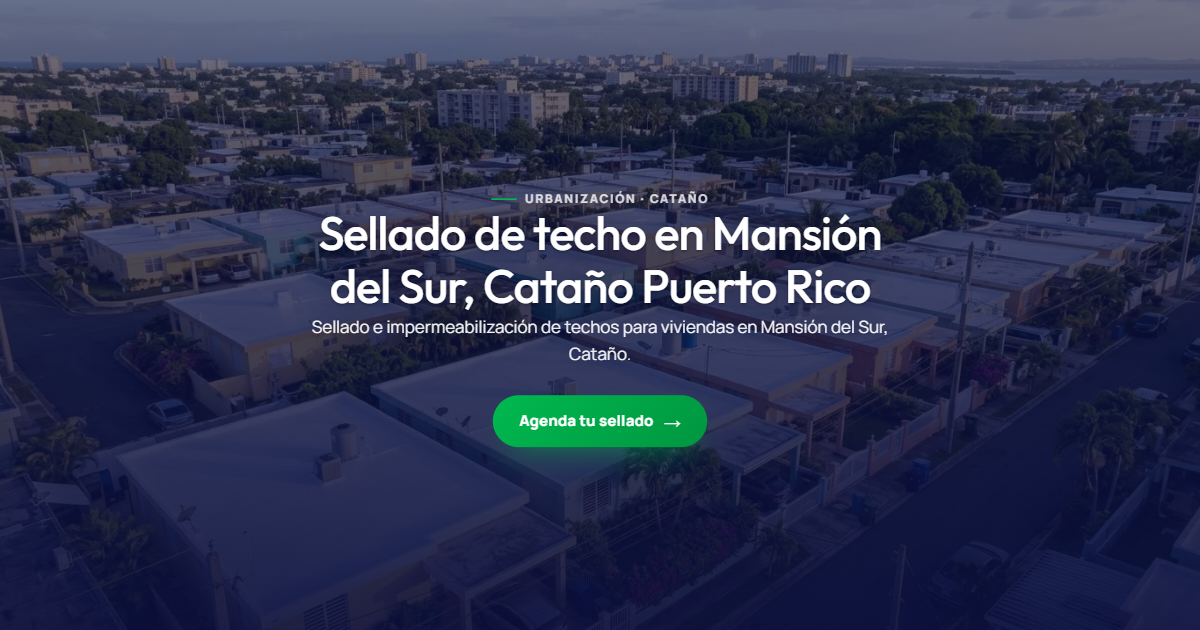 URBANIZACIÓN · CATAÑO
Sellado de techo en Mansión
del Sur, Cataño Puerto Rico
Sellado e impermeabilización de techos para viviendas en Mansión del Sur,
Cataño.
Agenda tu sellado →